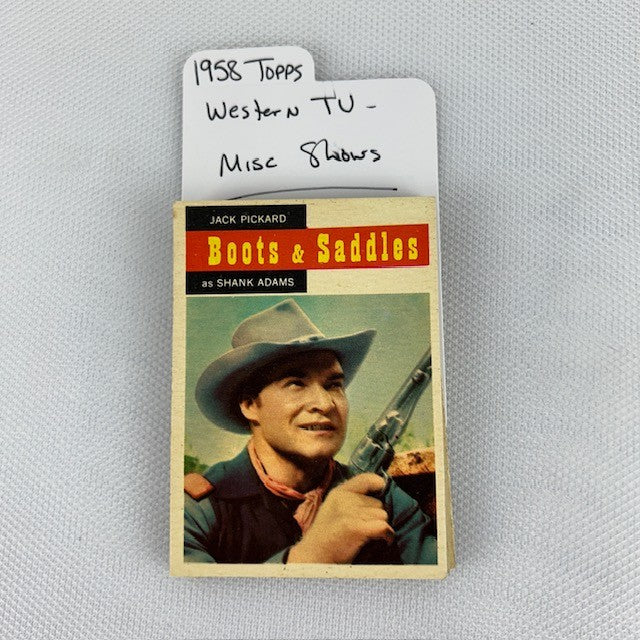 1958 TOPPS
Western TV -
Misc Shows
JACK PICKARD
Boots & Saddles
as SHANK ADAMS